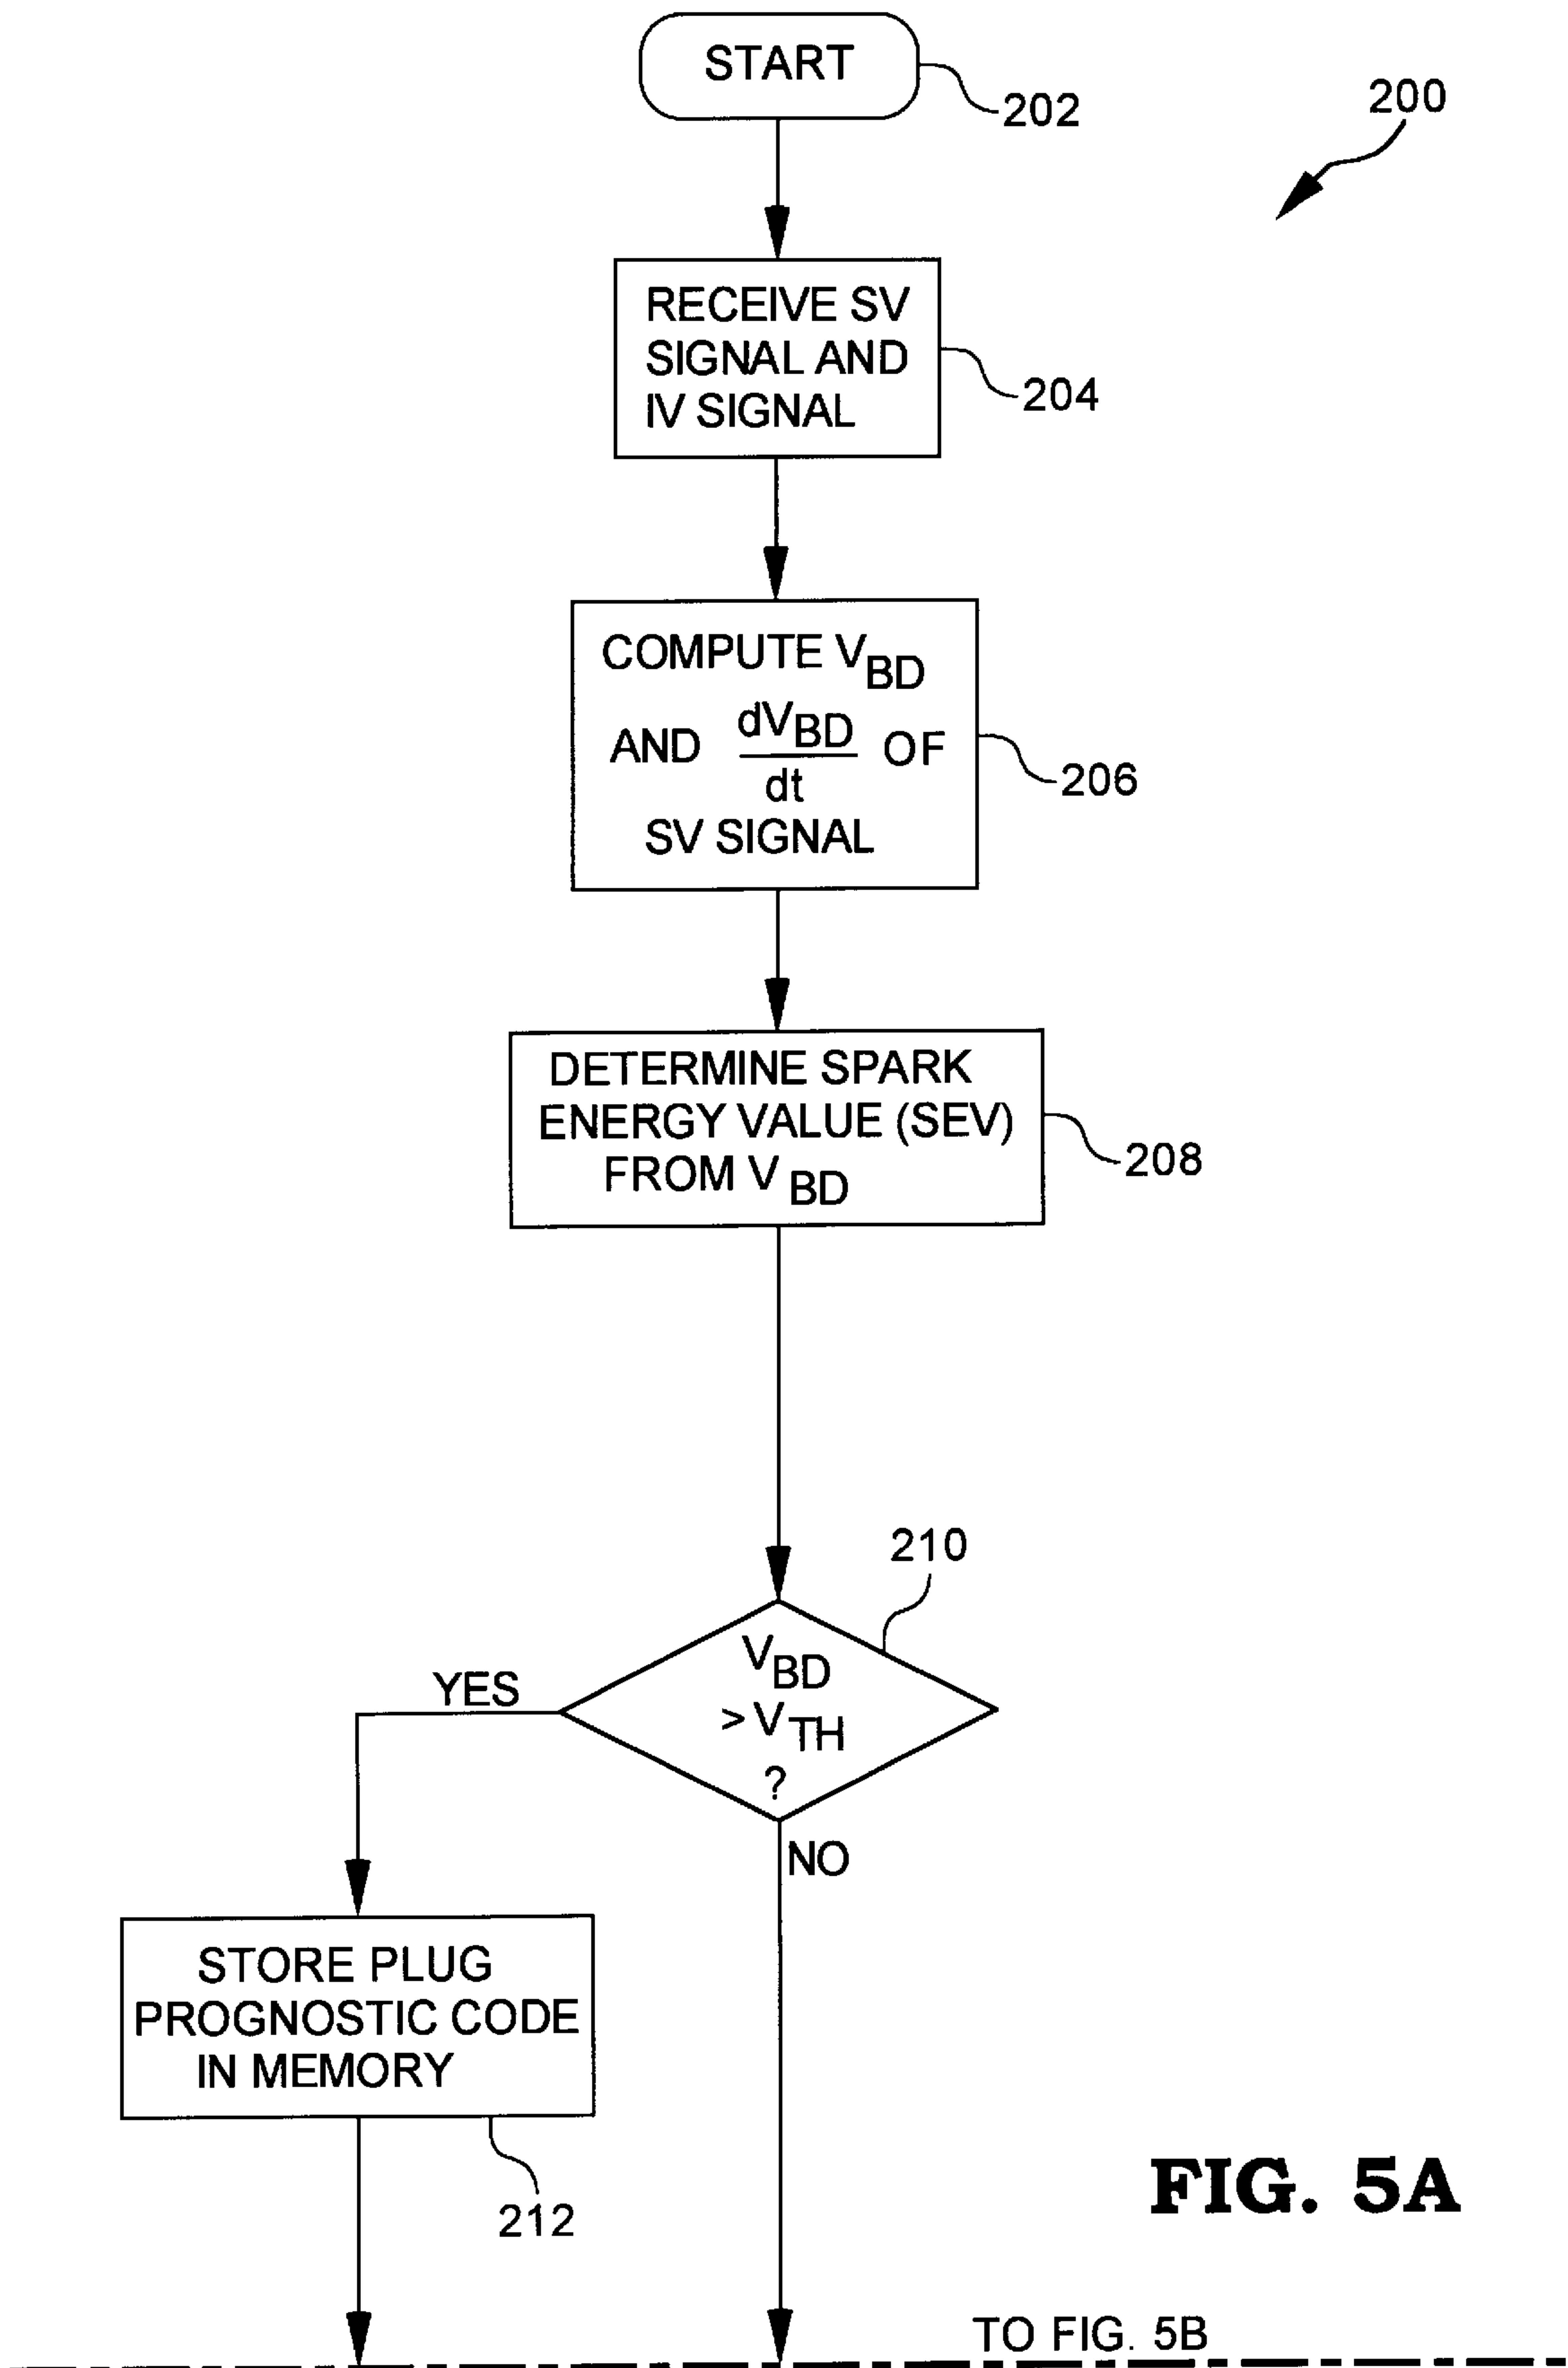 START
202
200
RECEIVE SV
SIGNAL AND
IV SIGNAL
204
COMPUTE VBD
AND dVBD/dt OF
SV SIGNAL
206
DETERMINE SPARK
ENERGY VALUE (SEV)
FROM VBD
208
210
VBD
> VTH
?
YES
NO
STORE PLUG
PROGNOSTIC CODE
IN MEMORY
212
FIG. 5A
TO FIG. 5B